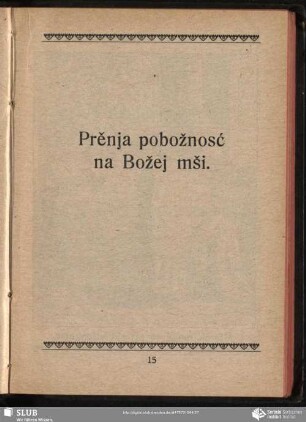 Prěnja pobožnosć
na Božej mši.
15
SLUB
Wir führen Wissen.